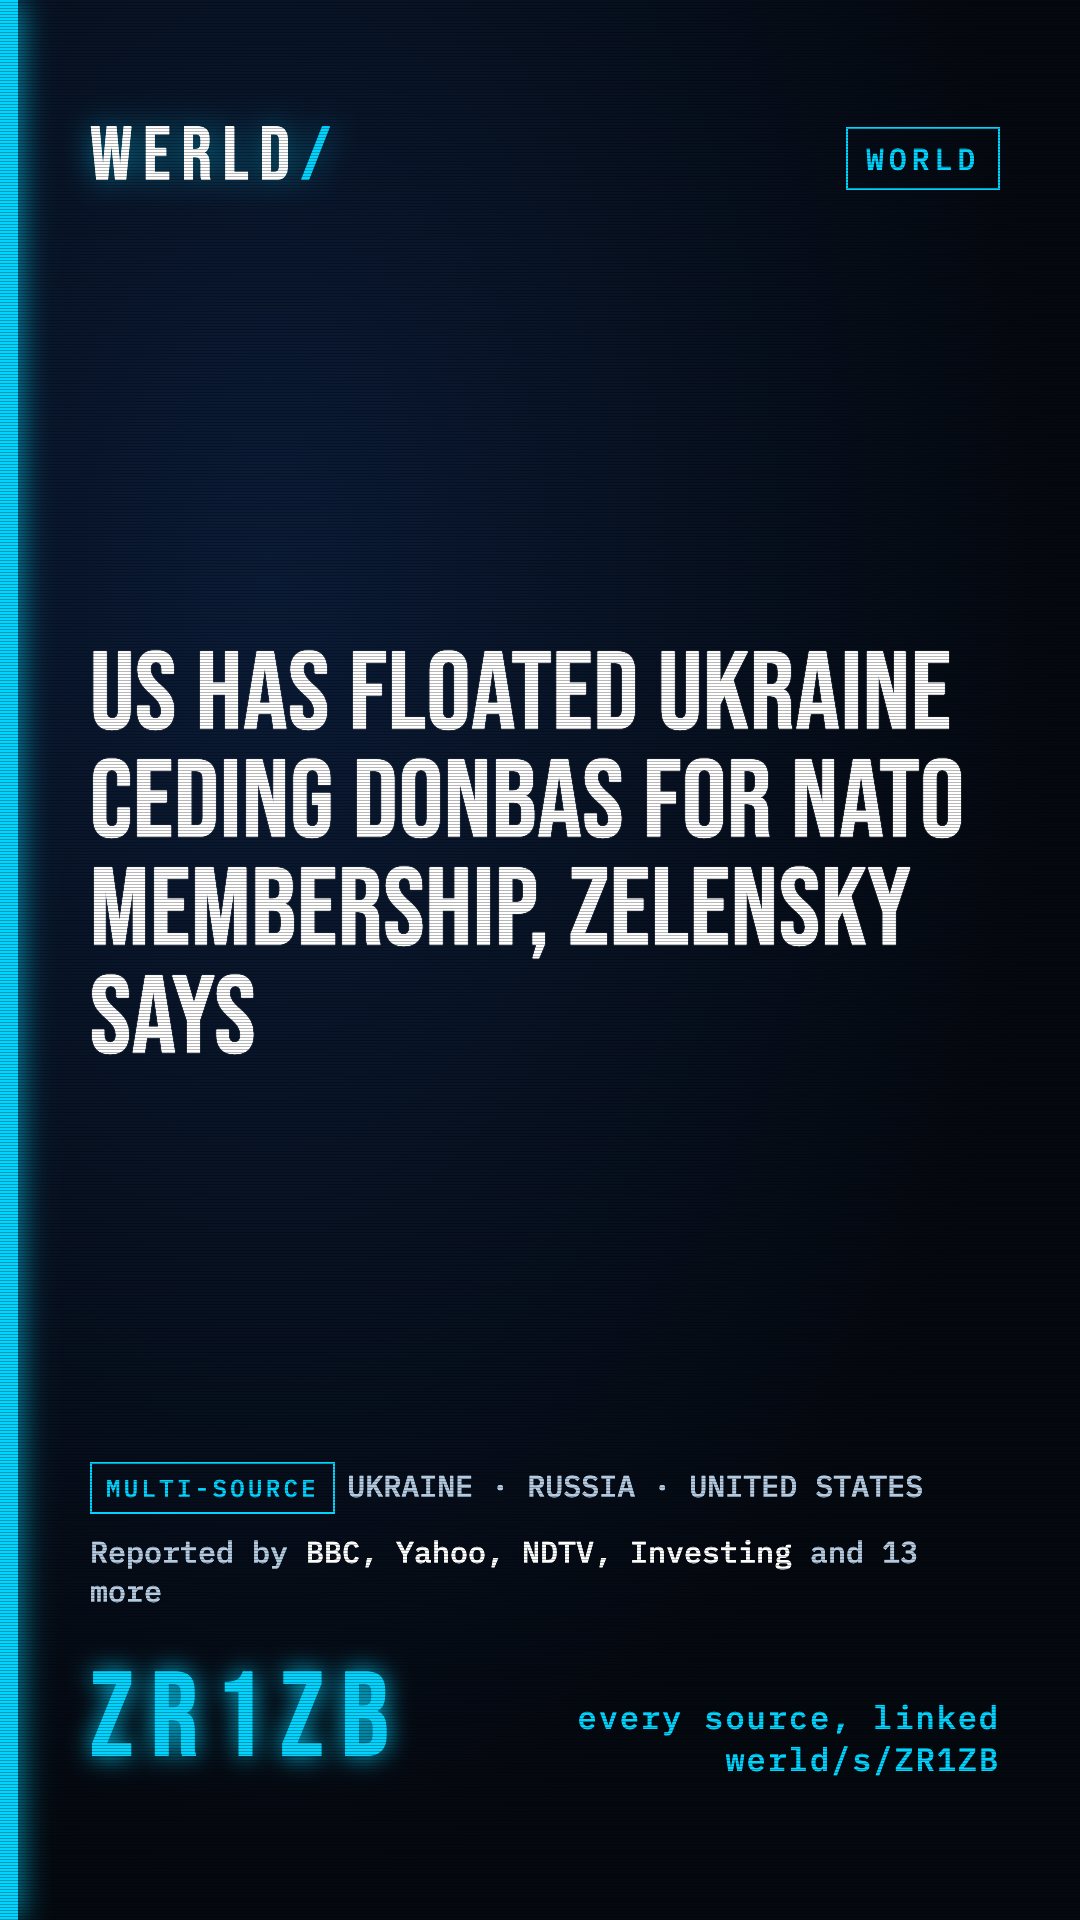 WERLD/
WORLD
US HAS FLOATED UKRAINE
CEDING DONBAS FOR NATO
MEMBERSHIP, ZELENSKY
SAYS
MULTI-SOURCE UKRAINE · RUSSIA · UNITED STATES
Reported by BBC, Yahoo, NDTV, Investing and 13
more
ZR1ZB
every source, linked
werld/s/ZR1ZB